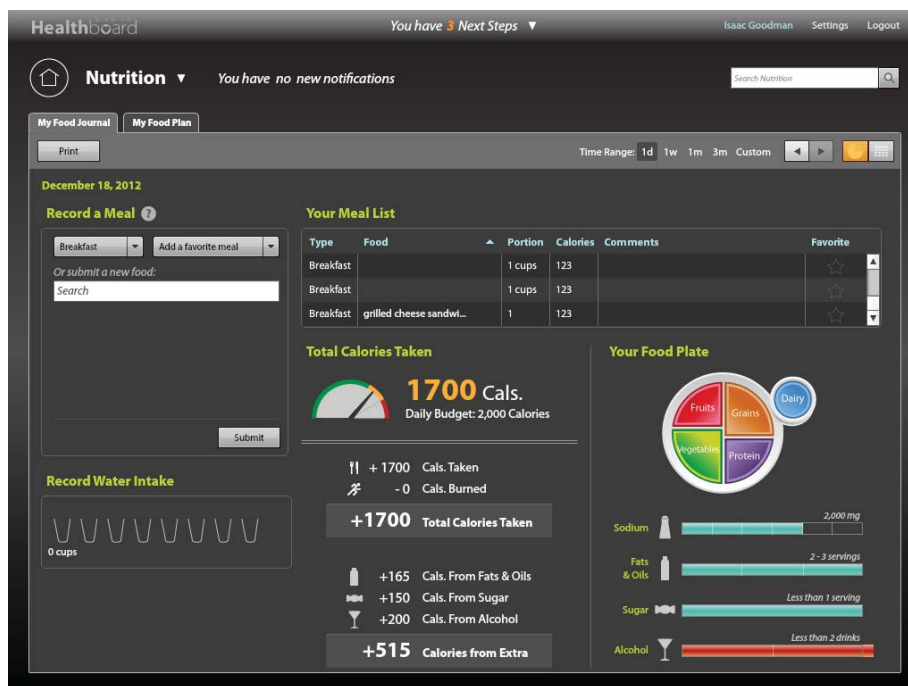 Healthboard
You have 3 Next Steps ▼
Isaac Goodman Settings Logout
Nutrition ▼
You have no new notifications
Search Nutrition
My Food Journal My Food Plan
Print
Time Range: 1d 1w 1m 3m Custom
December 18, 2012
Record a Meal ?
Breakfast Add a favorite meal
Or submit a new food:
Search
Submit
Record Water Intake
0 cups
Your Meal List
Type Food Portion Calories Comments Favorite
Breakfast 1 cups 123
Breakfast 1 cups 123
Breakfast grilled cheese sandwi... 1 123
Total Calories Taken
1700 Cals.
Daily Budget: 2,000 Calories
+ 1700 Cals. Taken
- 0 Cals. Burned
+1700 Total Calories Taken
+165 Cals. From Fats & Oils
+150 Cals. From Sugar
+200 Cals. From Alcohol
+515 Calories from Extra
Your Food Plate
Fruits
Grains
Dairy
Vegetables
Protein
2,000 mg
Sodium
2 - 3 servings
Fats
& Oils
Less than 1 serving
Sugar
Less than 2 drinks
Alcohol